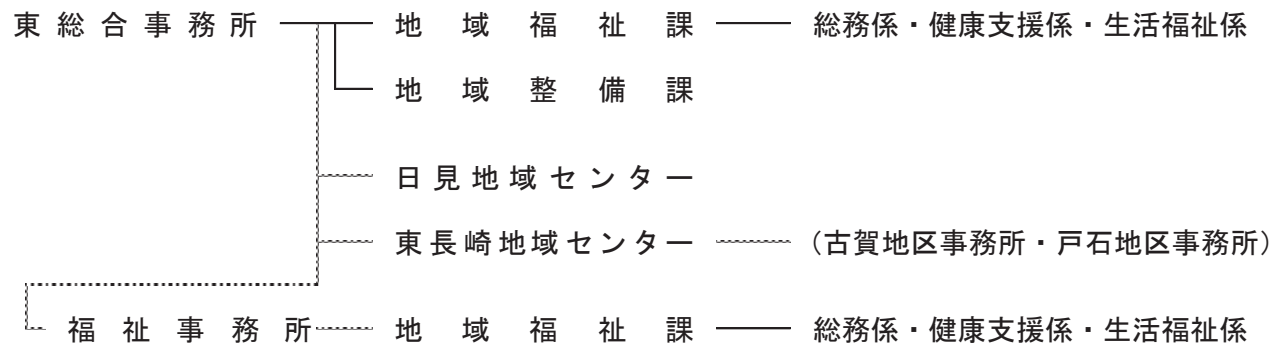 東総合事務所 地域福祉課 総務係・健康支援係・生活福祉係
地域整備課
日見地域センター
東長崎地域センター (古賀地区事務所・戸石地区事務所)
福祉事務所 地域福祉課 総務係・健康支援係・生活福祉係